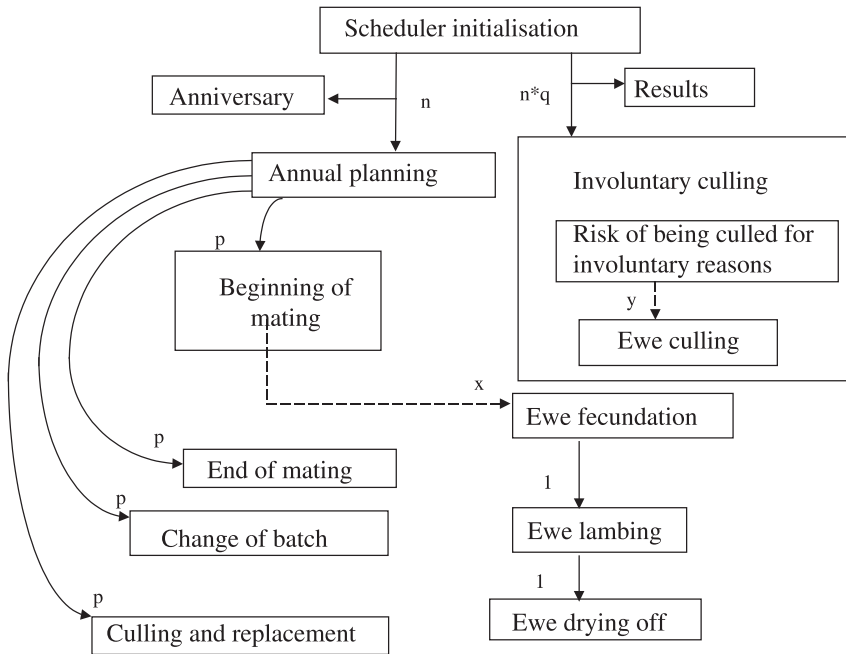 Scheduler initialisation
Anniversary
n
n*q
Results
Annual planning
Involuntary culling
p
Risk of being culled for
involuntary reasons
Beginning of
mating
y
Ewe culling
x
Ewe fecundation
p
End of mating
1
p
Change of batch
Ewe lambing
1
p
Culling and replacement
Ewe drying off